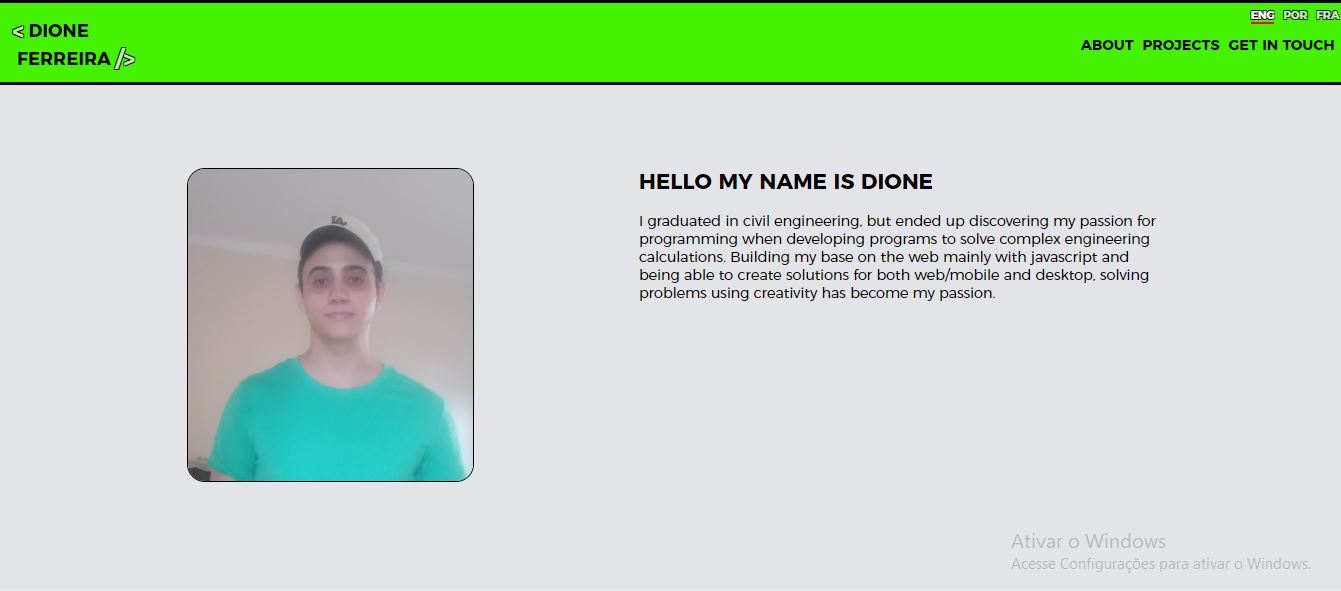 < DIONE
FERREIRA />
ENG POR FRA
ABOUT PROJECTS GET IN TOUCH
HELLO MY NAME IS DIONE
I graduated in civil engineering, but ended up discovering my passion for
programming when developing programs to solve complex engineering
calculations. Building my base on the web mainly with javascript and
being able to create solutions for both web/mobile and desktop, solving
problems using creativity has become my passion.
Ativar o Windows
Acesse Configurações para ativar o Windows.